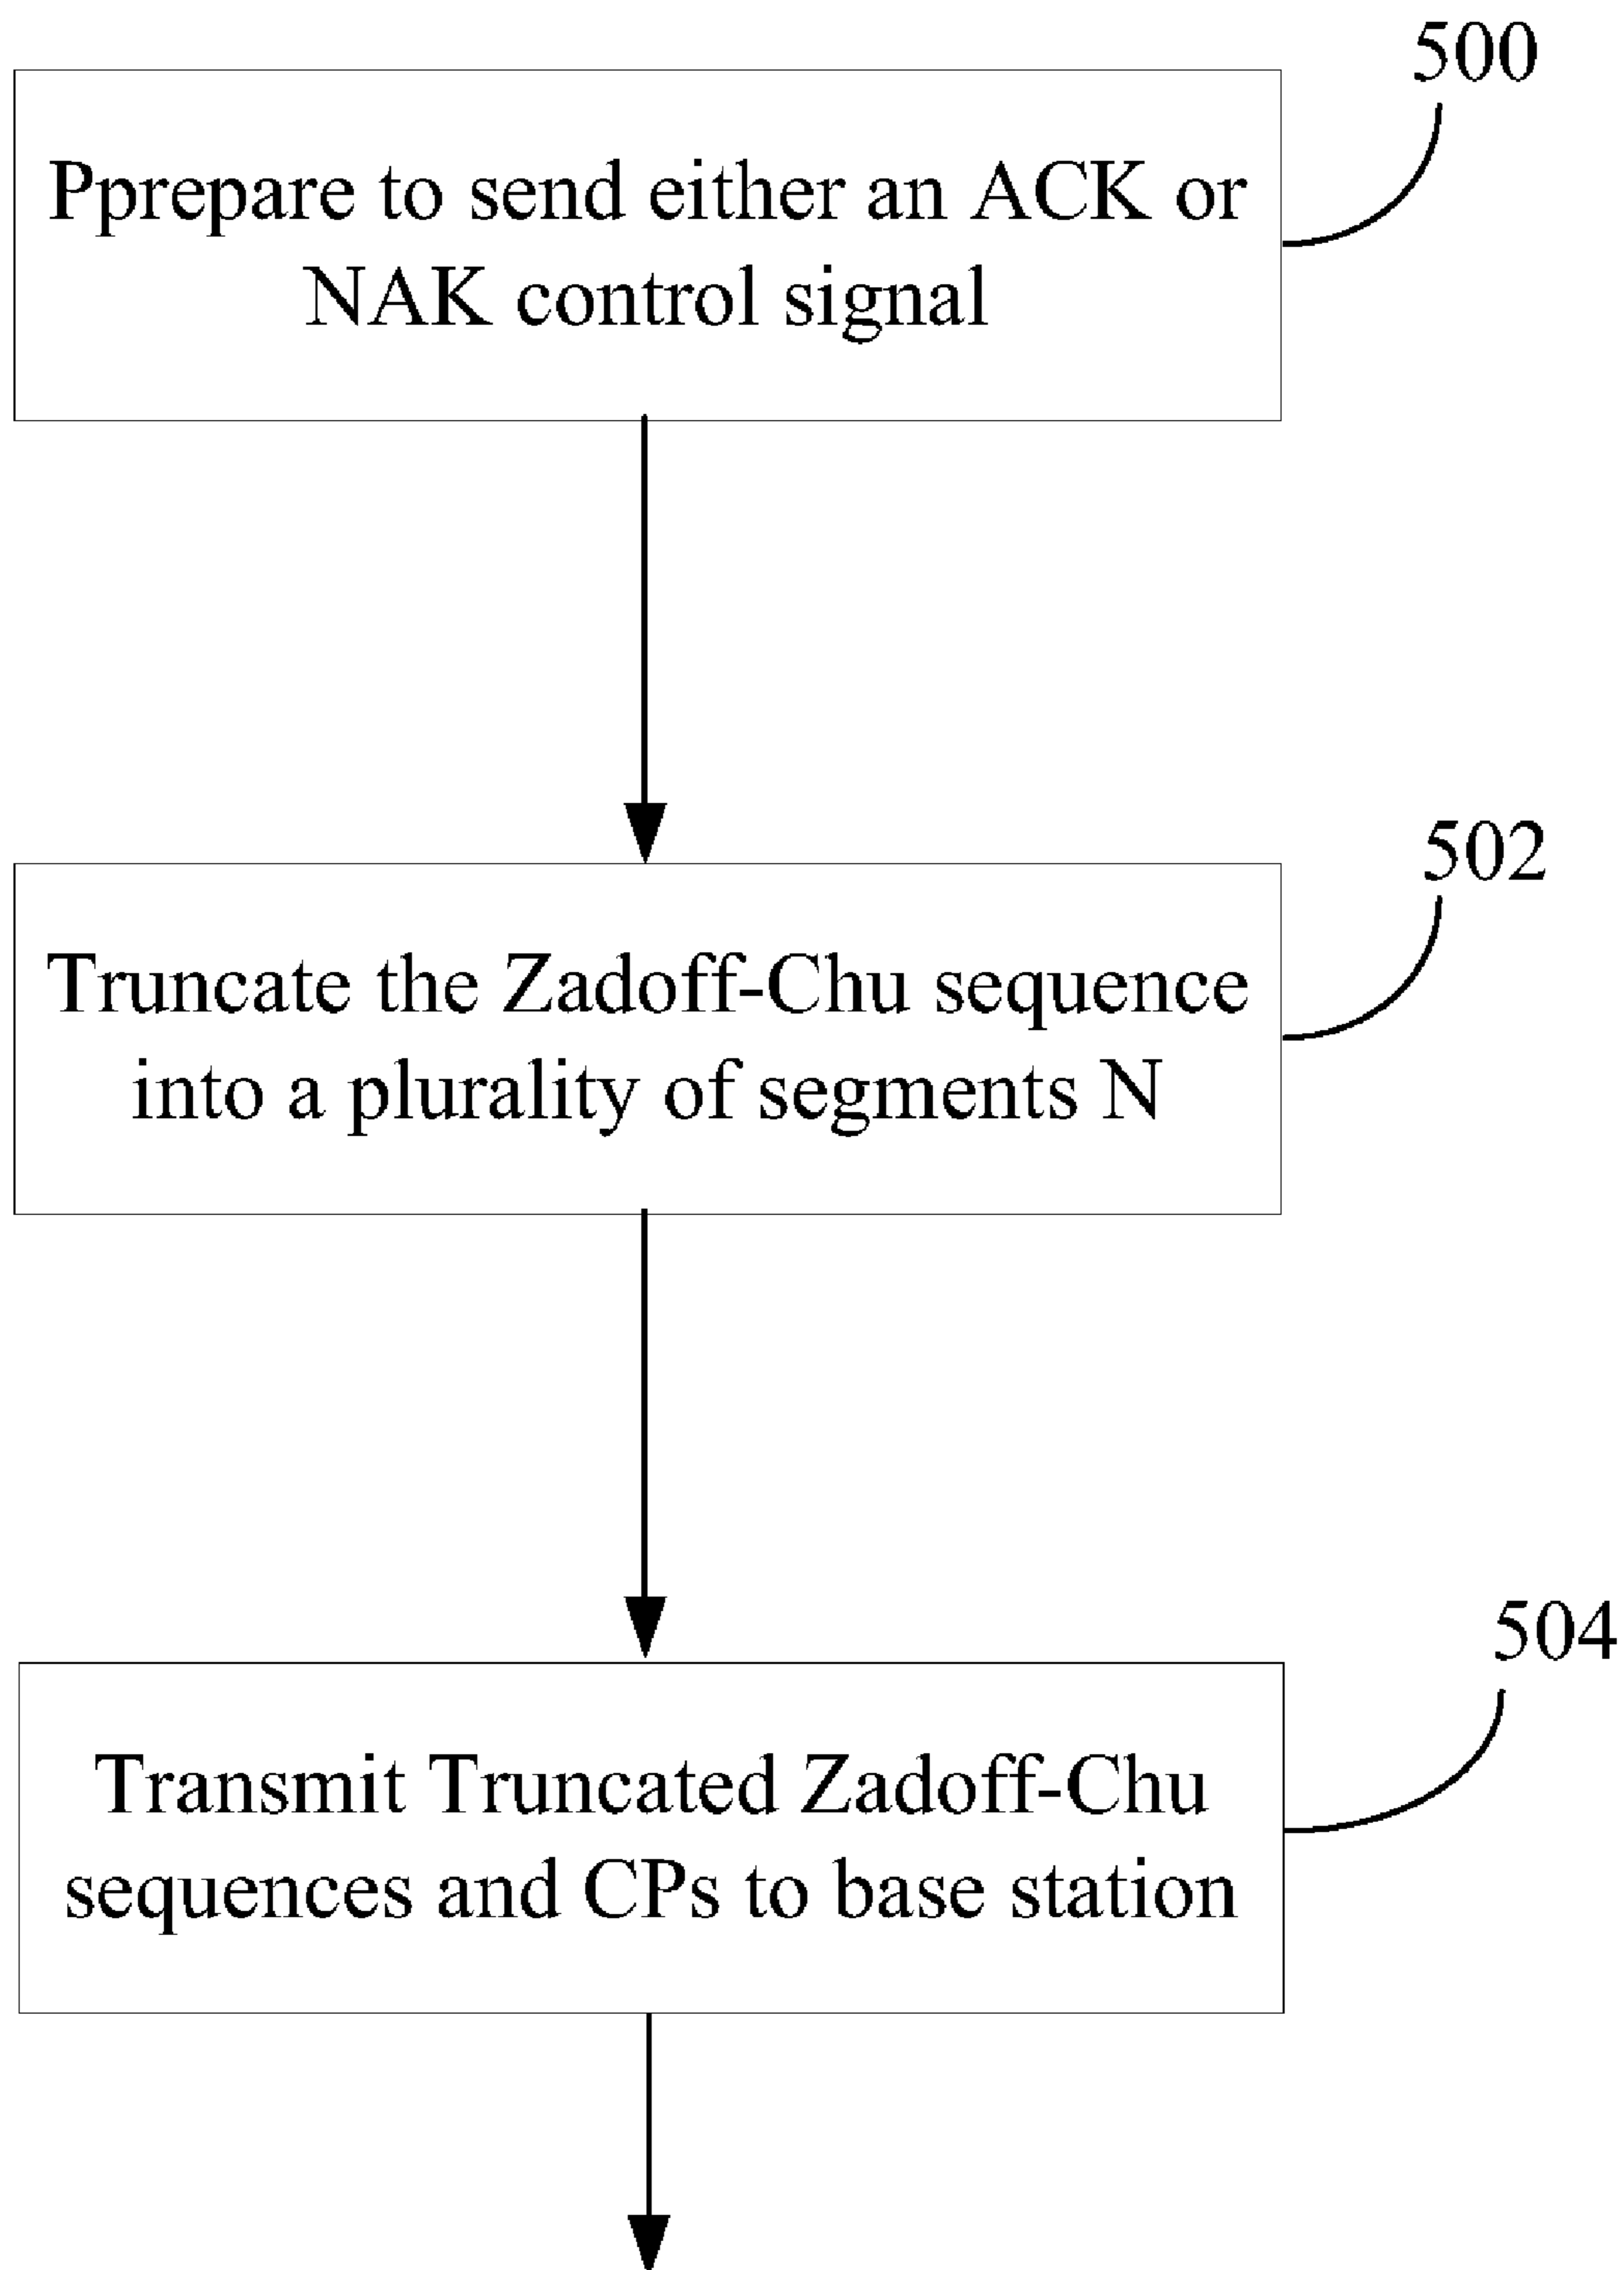 500
Pprepare to send either an ACK or
NAK control signal
502
Truncate the Zadoff-Chu sequence
into a plurality of segments N
504
Transmit Truncated Zadoff-Chu
sequences and CPs to base station